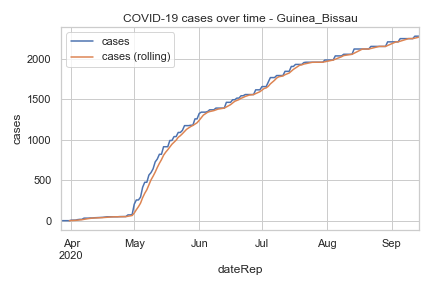 COVID-19 cases over time - Guinea_Bissau
cases
cases (rolling)
2000
1500
1000
500
0
cases
Apr
2020
May
Jun
Jul
Aug
Sep
dateRep